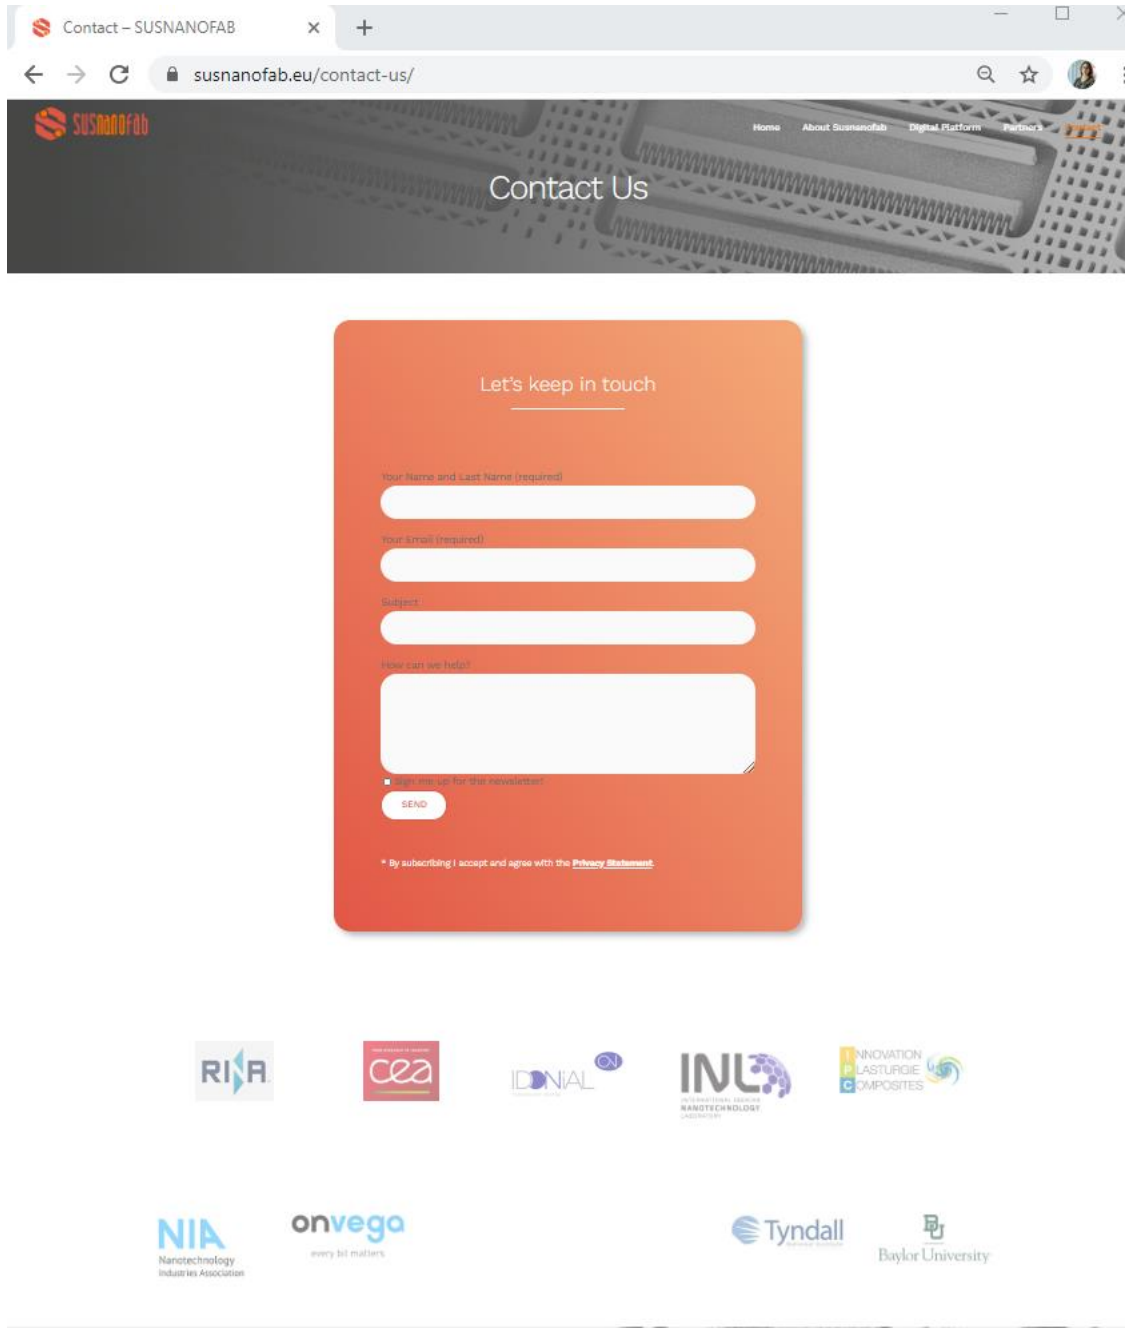 Contact – SUSNANOFAB
susnanofab.eu/contact-us/
susnanofab
Home About Susnanofab Digital Platform Partners Contact
Contact Us
Let's keep in touch
Your Name and Last Name (required)
Your Email (required)
Subject
How can we help?
Sign me up for the newsletter!
SEND
* By subscribing I accept and agree with the Privacy Statement.
RINA
cea
IDONIAL
INL
INTERNATIONAL IBERIAN
NANOTECHNOLOGY
LABORATORY
INNOVATION
PLASTURGIE
COMPOSITES
NIA
Nanotechnology
Industries Association
onvega
every bit matters
Tyndall
BU
Baylor University